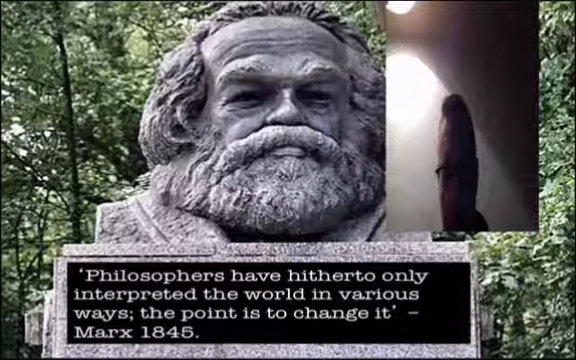 ‘Philosophers have hitherto only
interpreted the world in various
ways; the point is to change it’ –
Marx 1845.